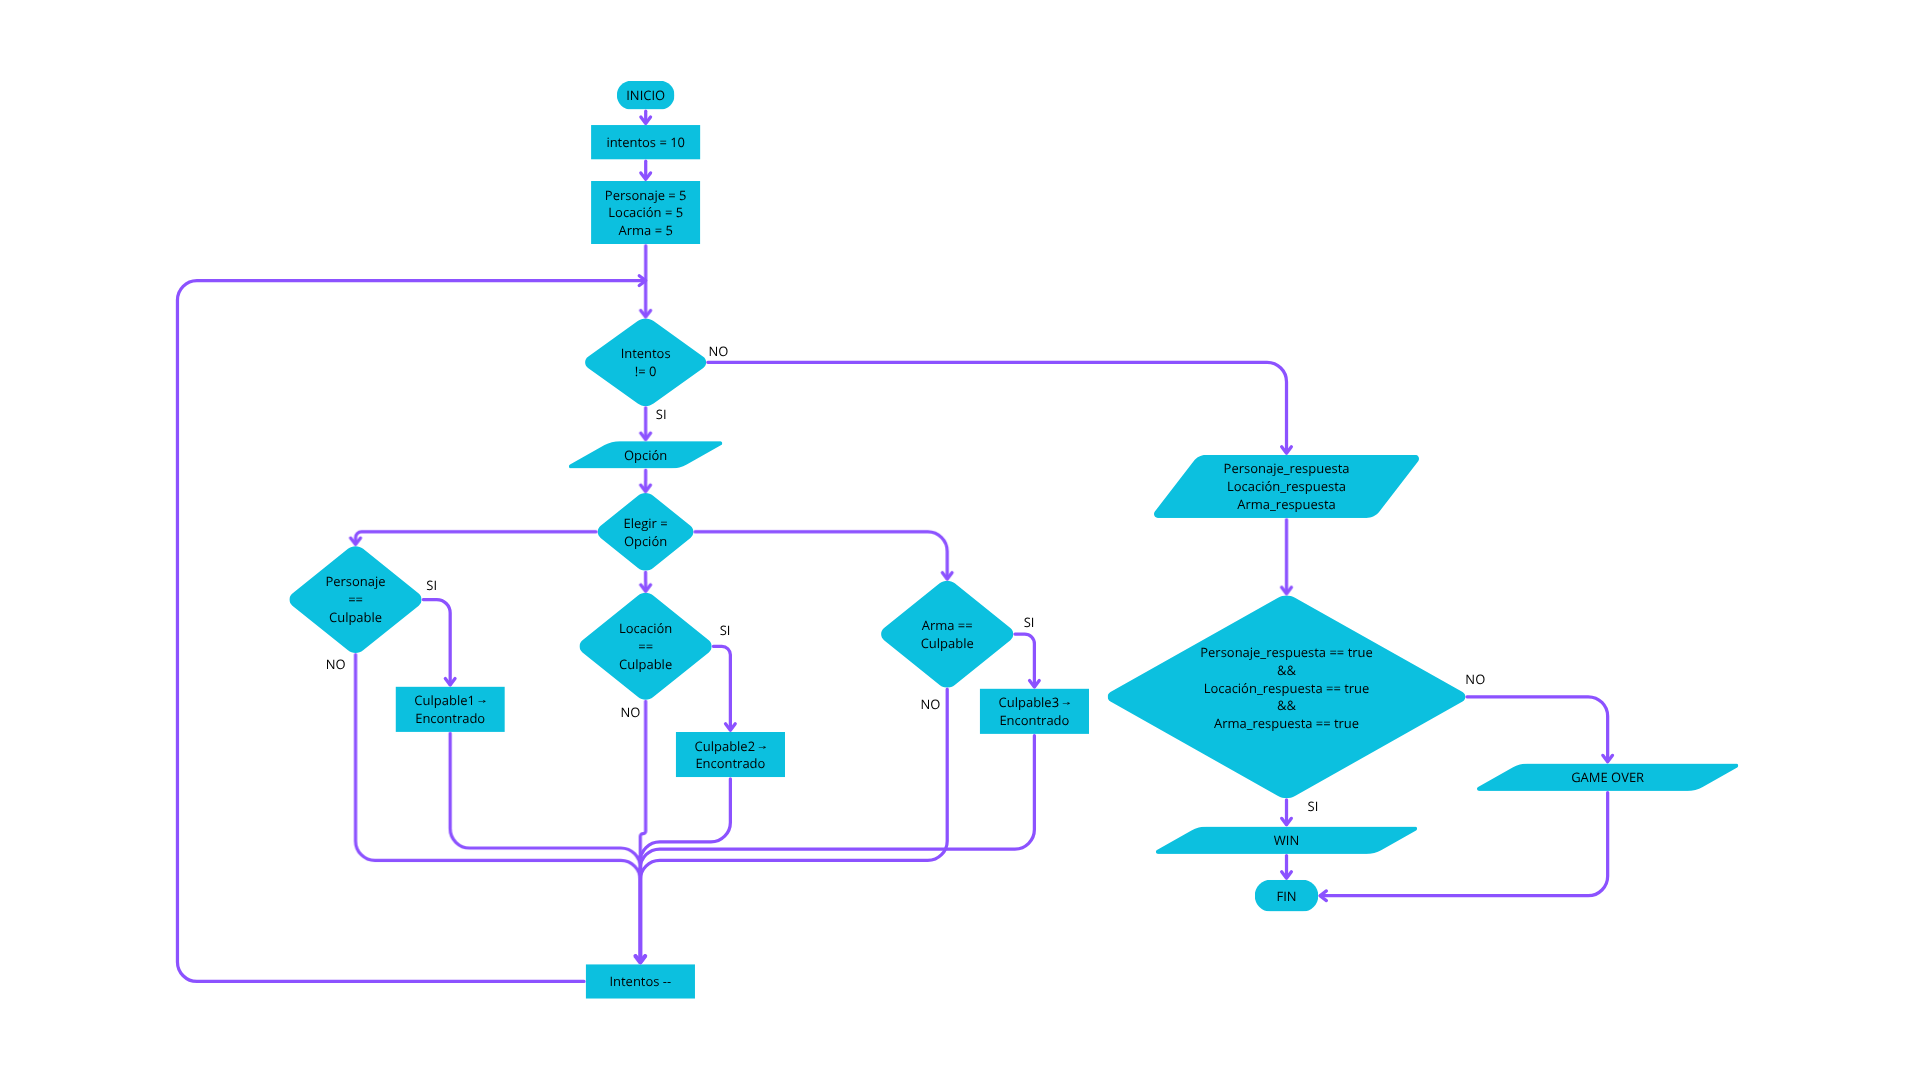 INICIO
intentos = 10
Personaje = 5
Locación = 5
Arma = 5
Intentos
!= 0
NO
SI
Opción
Elegir =
Opción
Personaje
==
Culpable
SI
NO
Culpable1→
Encontrado
Locación
==
Culpable
SI
NO
Culpable2→
Encontrado
Arma ==
Culpable
SI
NO
Culpable3→
Encontrado
Intentos --
Personaje_respuesta
Locación_respuesta
Arma_respuesta
Personaje_respuesta == true
&&
Locación_respuesta == true
&&
Arma_respuesta == true
NO
GAME OVER
SI
WIN
FIN